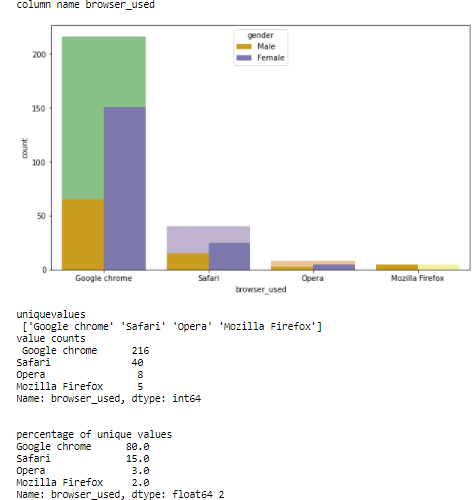 column name browser_used
gender
Male
Female
200
150
100
50
0
count
Google chrome Safari Opera Mozilla Firefox
browser_used
uniquevalues
['Google chrome' 'Safari' 'Opera' 'Mozilla Firefox']
value counts
Google chrome 216
Safari 40
Opera 8
Mozilla Firefox 5
Name: browser_used, dtype: int64
percentage of unique values
Google chrome 80.0
Safari 15.0
Opera 3.0
Mozilla Firefox 2.0
Name: browser_used, dtype: float64 2